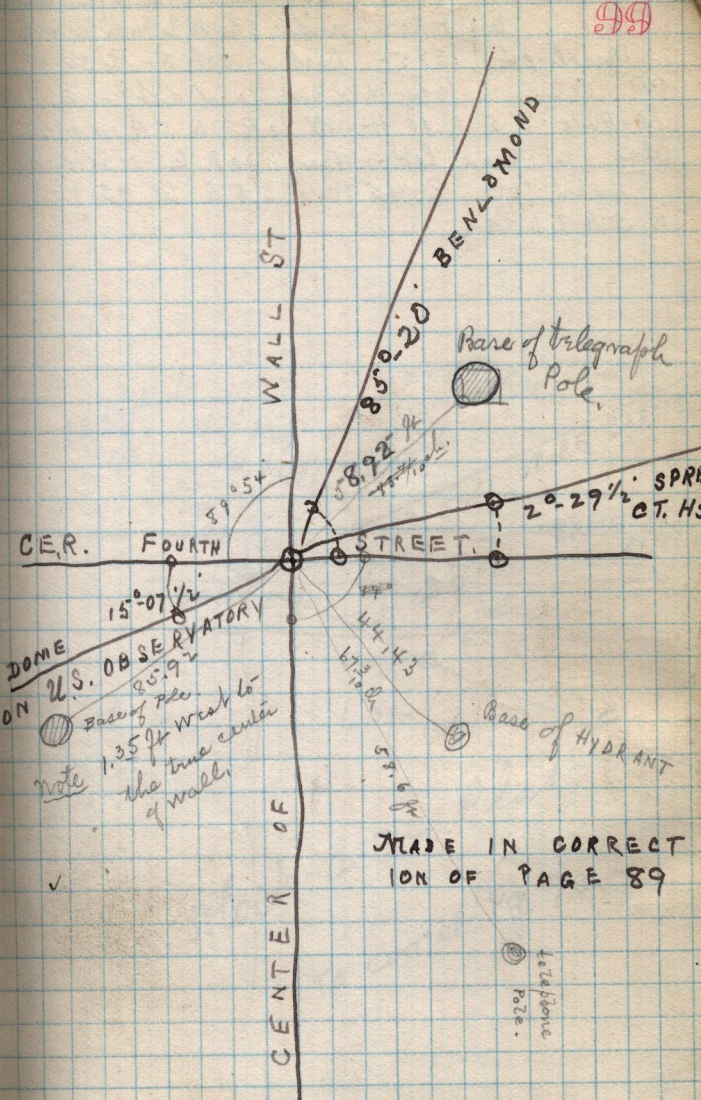 99
BENLOMOND
85°-20'
WALL ST
Base of telegraph
Pole.
58.92 ft
89°54'
2°-29½'
SPR
CT. HS
CER. FOURTH STREET.
15°-07½'
DOME
ON U.S. OBSERVATORY
85.92
Base of Pole.
Note 1.35 ft West to
the true center
of wall.
44.43
Base of HYDRANT
59.6 ft
MADE IN CORRECT
ION OF PAGE 89
CENTER OF
telephone
Pole.